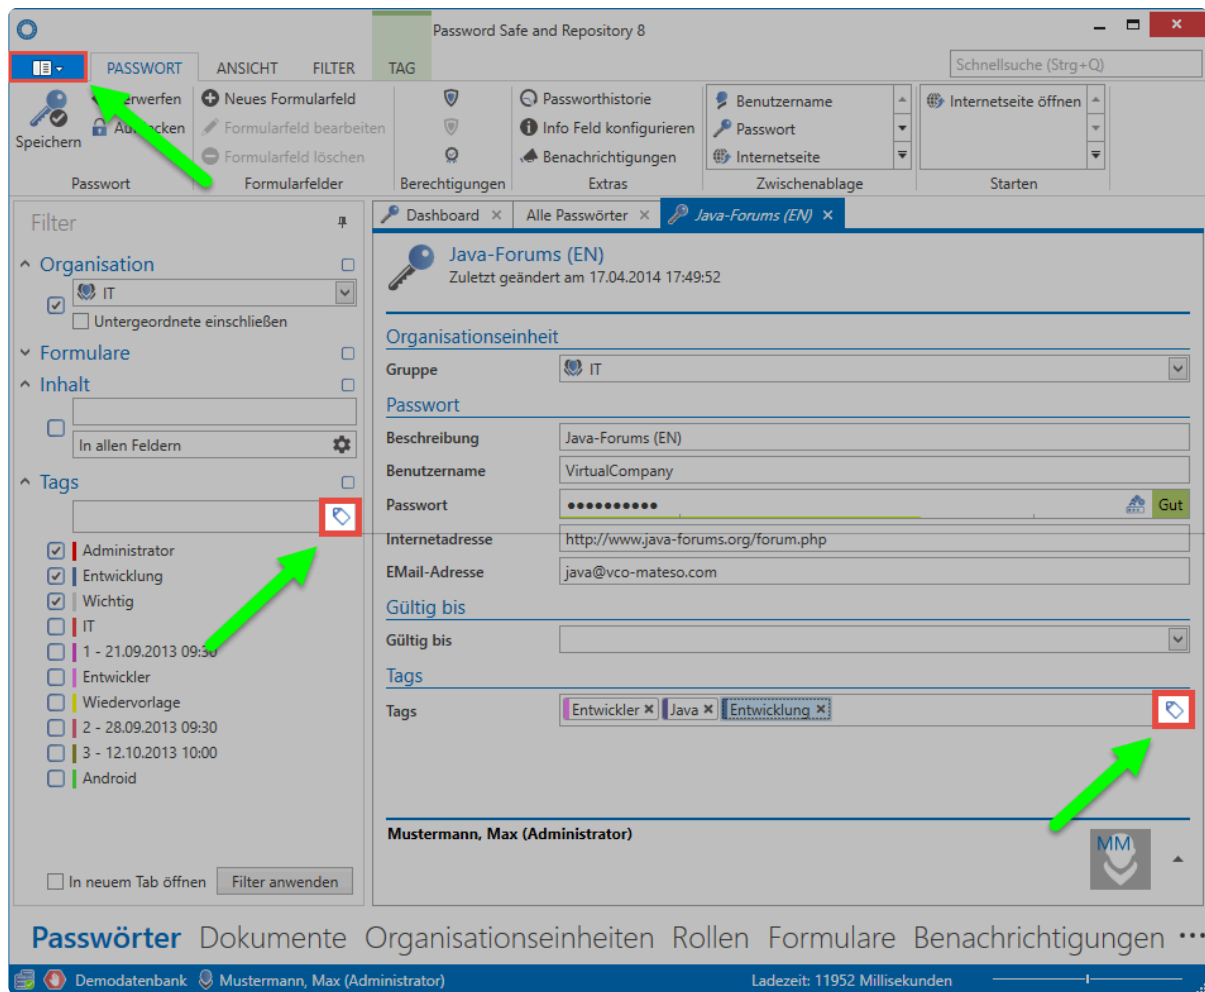 Password Safe and Repository 8
PASSWORT ANSICHT FILTER TAG
Schnellsuche (Strg+Q)
Speichern
Neues Formularfeld
Formularfeld bearbeiten
Formularfeld löschen
Passworthistorie
Info Feld konfigurieren
Benachrichtigungen
Benutzername
Passwort
Internetseite
Internetseite öffnen
Passwort Formularfelder Berechtigungen Extras Zwischenablage Starten
Filter
Organisation
IT
Untergeordnete einschließen
Formulare
Inhalt
In allen Feldern
Tags
Administrator
Entwicklung
Wichtig
IT
1 - 21.09.2013 09:30
Entwickler
Wiedervorlage
2 - 28.09.2013 09:30
3 - 12.10.2013 10:00
Android
In neuem Tab öffnen Filter anwenden
Dashboard Alle Passwörter Java-Forums (EN)
Java-Forums (EN)
Zuletzt geändert am 17.04.2014 17:49:52
Organisationseinheit
Gruppe IT
Passwort
Beschreibung Java-Forums (EN)
Benutzername VirtualCompany
Passwort •••••••••• Gut
Internetadresse http://www.java-forums.org/forum.php
EMail-Adresse java@vco-mateso.com
Gültig bis
Gültig bis
Tags
Tags Entwickler Java Entwicklung
Mustermann, Max (Administrator)
MM
Passwörter Dokumente Organisationseinheiten Rollen Formulare Benachrichtigungen ...
Demodatenbank Mustermann, Max (Administrator) Ladezeit: 11952 Millisekunden